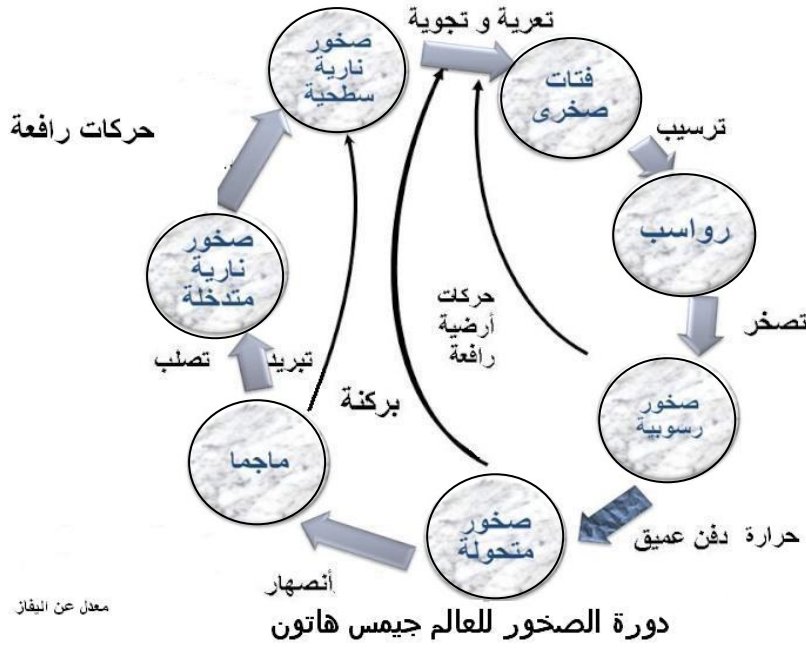 صخور
نارية
سطحية
تعرية و تجوية
فتات
صخرى
ترسيب
رواسب
تصخر
صخور
رسوبية
حرارة دفن عميق
صخور
متحولة
أنصهار
ماجما
تبريد تصلب
صخور
نارية
متدخلة
حركات رافعة
بركنة
حركات
أرضية
رافعة
معدل عن اليفاز
دورة الصخور للعالم جيمس هاتون